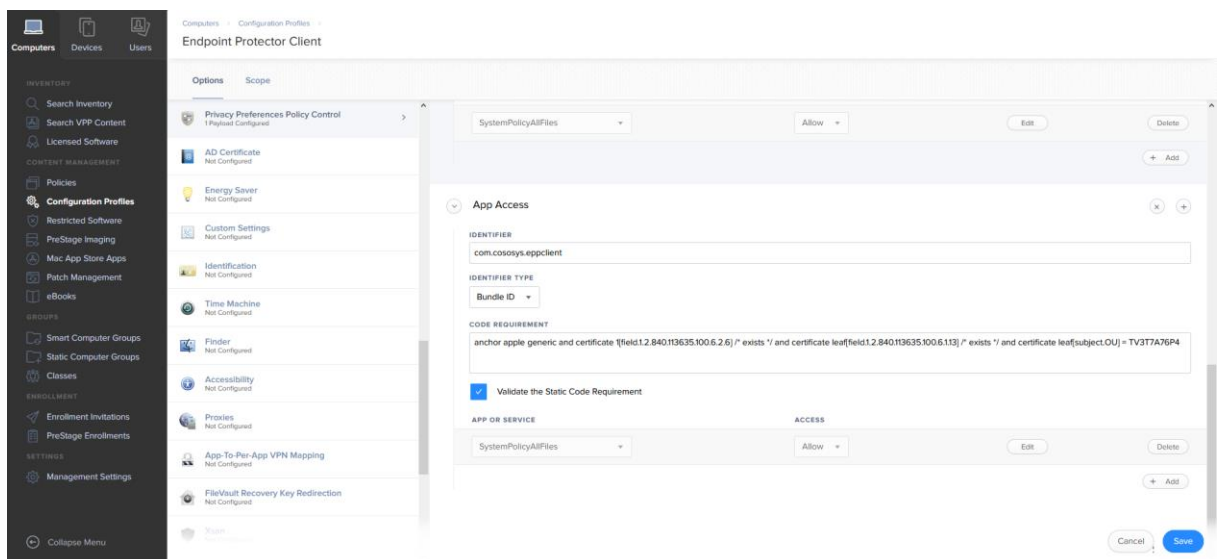 Computers
Devices
Users
INVENTORY
Search Inventory
Search VPP Content
Licensed Software
CONTENT MANAGEMENT
Policies
Configuration Profiles
Restricted Software
PreStage Imaging
Mac App Store Apps
Patch Management
eBooks
GROUPS
Smart Computer Groups
Static Computer Groups
Classes
ENROLLMENT
Enrollment Invitations
PreStage Enrollments
SETTINGS
Management Settings
Collapse Menu
Computers
Configuration Profiles
Endpoint Protector Client
Options
Scope
Privacy Preferences Policy Control
1 Payload Configured
AD Certificate
Not Configured
Energy Saver
Not Configured
Custom Settings
Not Configured
Identification
Not Configured
Time Machine
Not Configured
Finder
Not Configured
Accessibility
Not Configured
Proxies
Not Configured
App-To-Per-App VPN Mapping
Not Configured
FileVault Recovery Key Redirection
Not Configured
Xsan
SystemPolicyAllFiles
Allow
Edit
Delete
+ Add
App Access
IDENTIFIER
com.cososys.eppclient
IDENTIFIER TYPE
Bundle ID
CODE REQUIREMENT
anchor apple generic and certificate 1[field.1.2.840.113635.100.6.2.6] /* exists */ and certificate leaf[field.1.2.840.113635.100.6.1.13] /* exists */ and certificate leaf[subject.OU] = TV3T7A76P4
Validate the Static Code Requirement
APP OR SERVICE
ACCESS
SystemPolicyAllFiles
Allow
Edit
Delete
+ Add
Cancel
Save